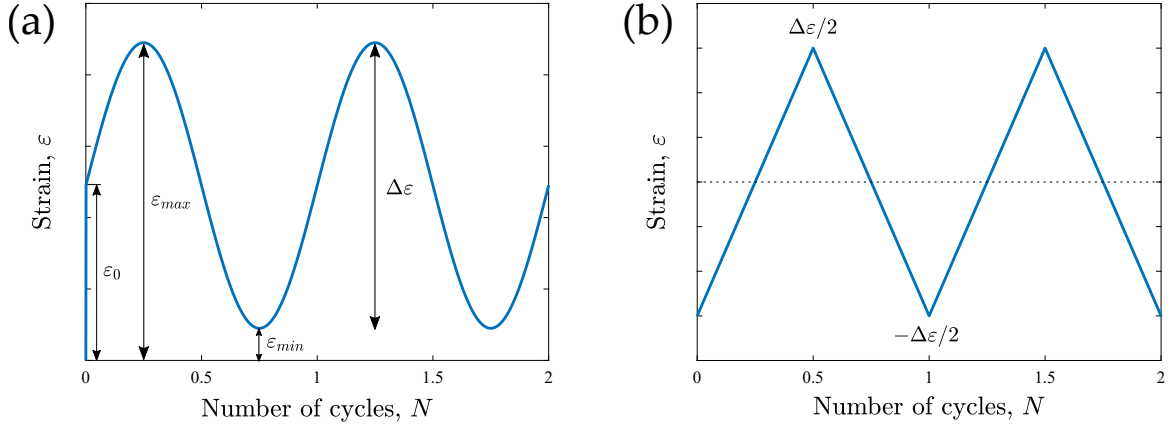 (a)
Strain, ε
ε₀
ε_max
ε_min
Δε
0
0.5
1
1.5
2
Number of cycles, N
(b)
Strain, ε
Δε/2
−Δε/2
0
0.5
1
1.5
2
Number of cycles, N